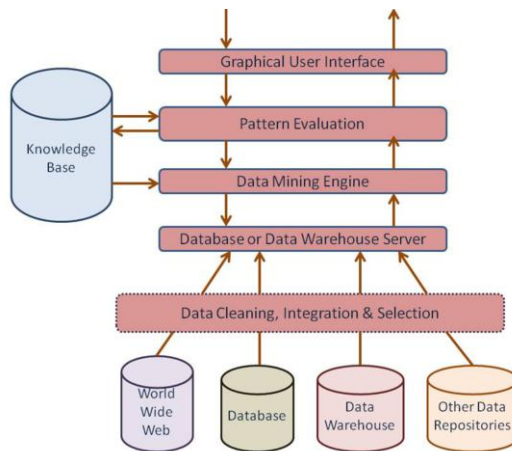 Graphical User Interface
Pattern Evaluation
Knowledge
Base
Data Mining Engine
Database or Data Warehouse Server
Data Cleaning, Integration & Selection
World
Wide
Web
Database
Data
Warehouse
Other Data
Repositories